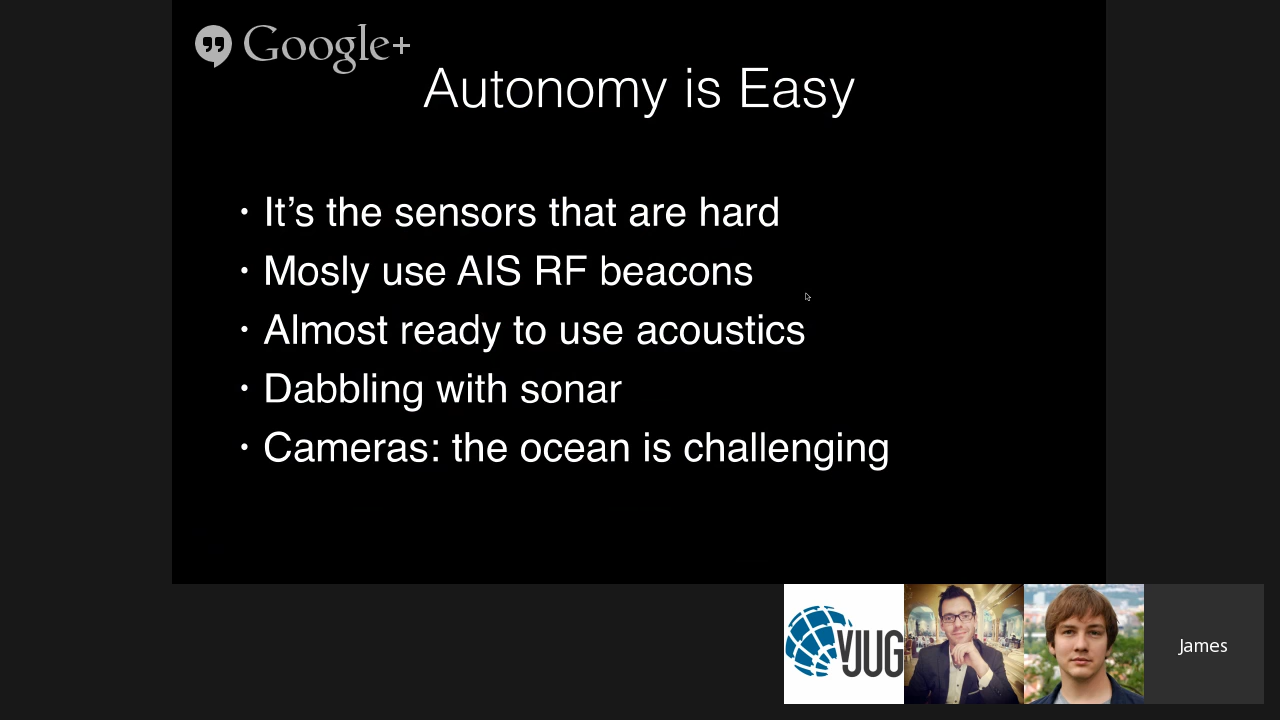 Google+
Autonomy is Easy
• It’s the sensors that are hard
• Mosly use AIS RF beacons
• Almost ready to use acoustics
• Dabbling with sonar
• Cameras: the ocean is challenging
vJUG
James